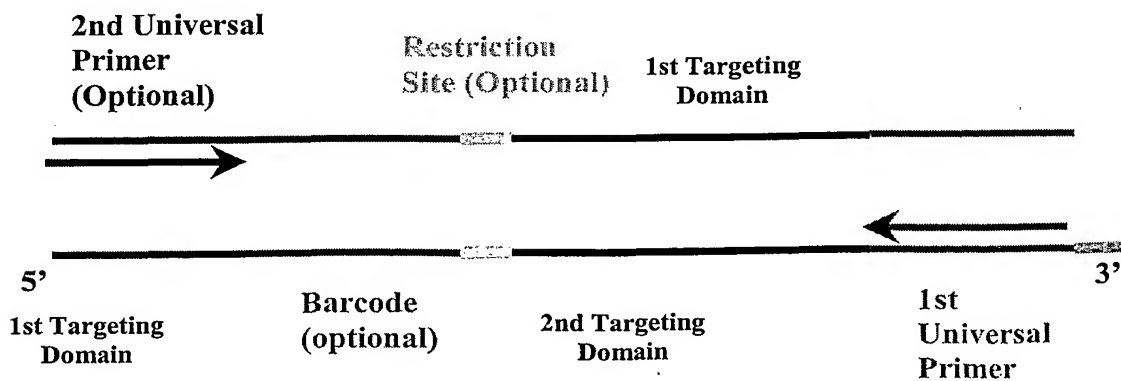 2nd Universal
Primer
(Optional)
Restriction
Site (Optional)
1st Targeting
Domain
5’
3’
1st Targeting
Domain
Barcode
(optional)
2nd Targeting
Domain
1st
Universal
Primer